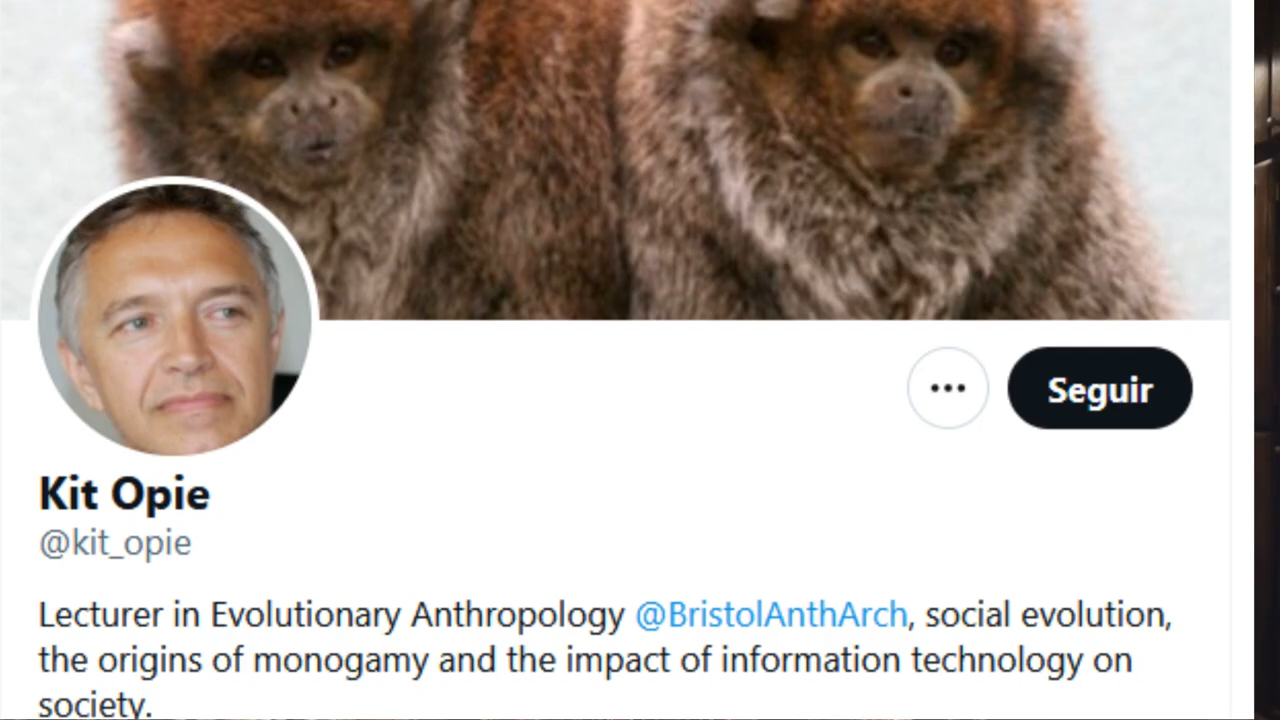 Seguir
Kit Opie
@kit_opie
Lecturer in Evolutionary Anthropology @BristolAnthArch, social evolution,
the origins of monogamy and the impact of information technology on
society.